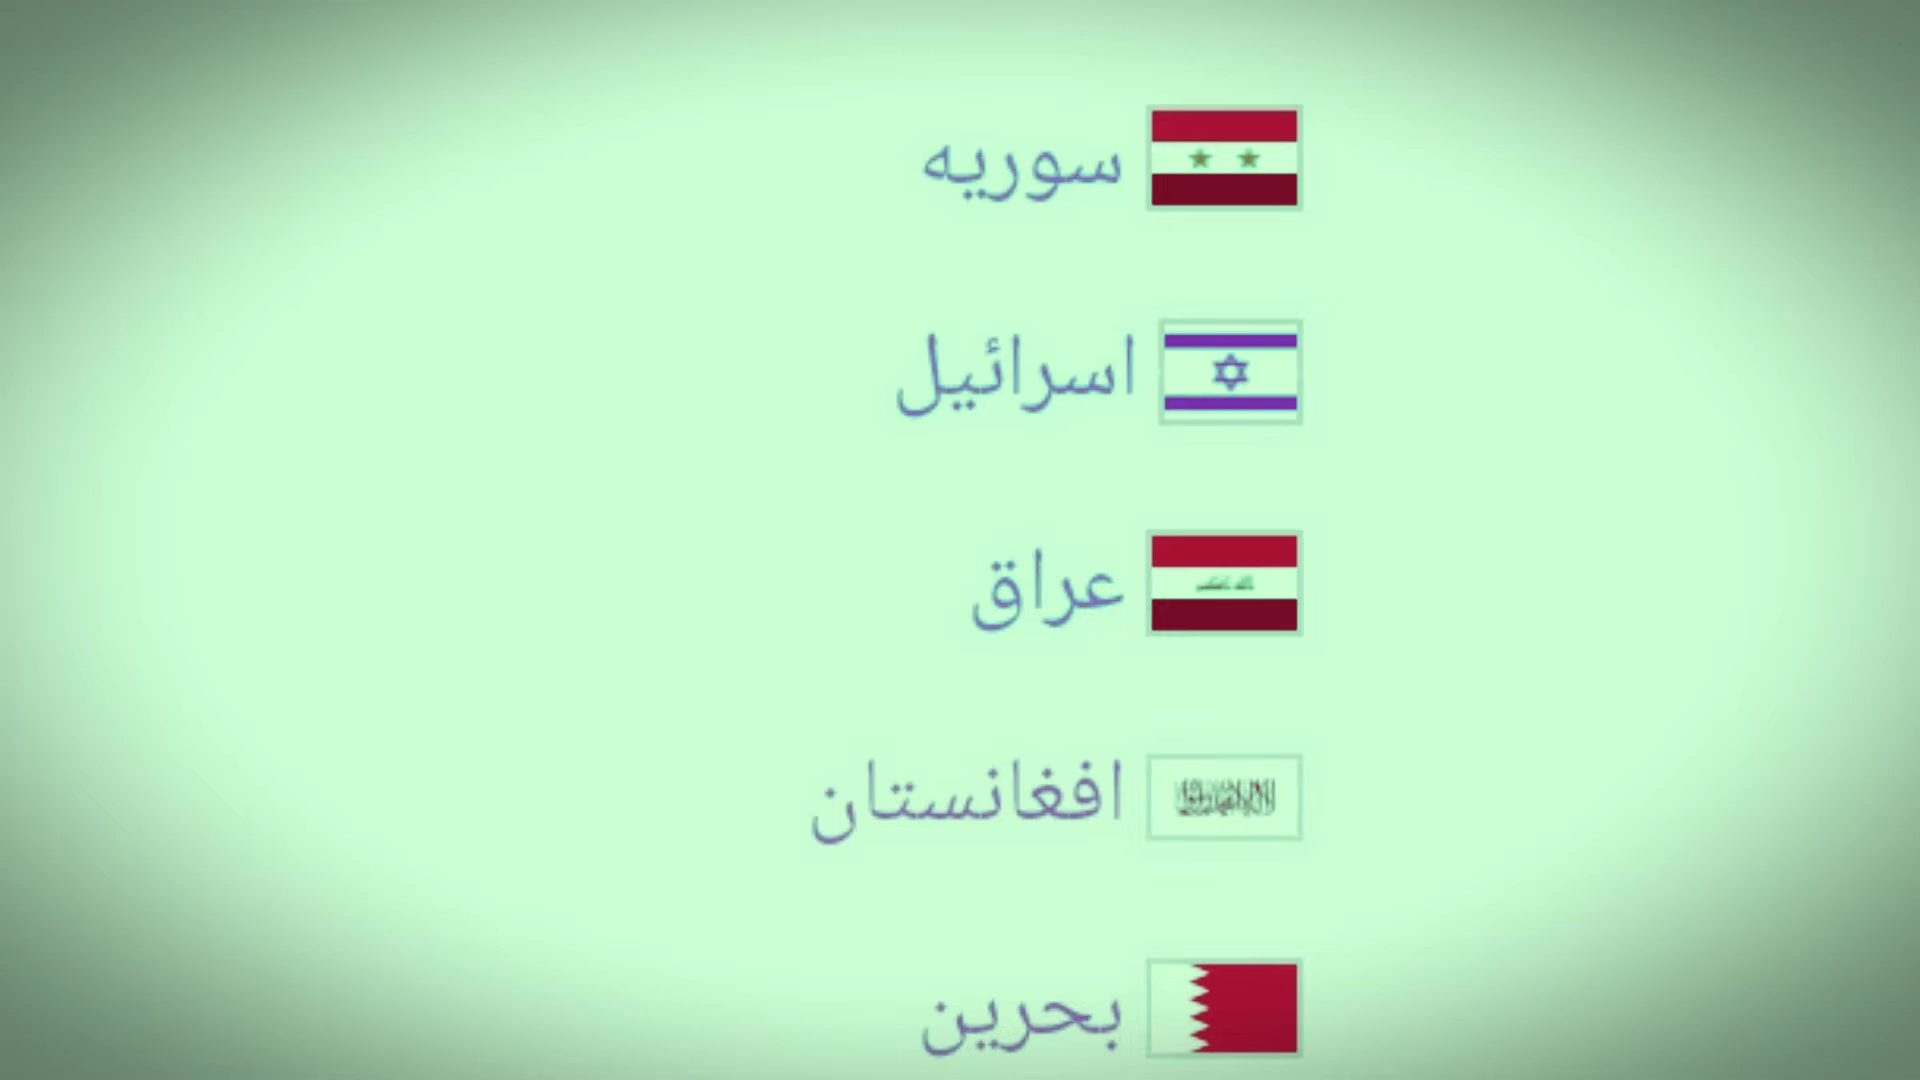 سوریه
اسرائیل
عراق
افغانستان
بحرین